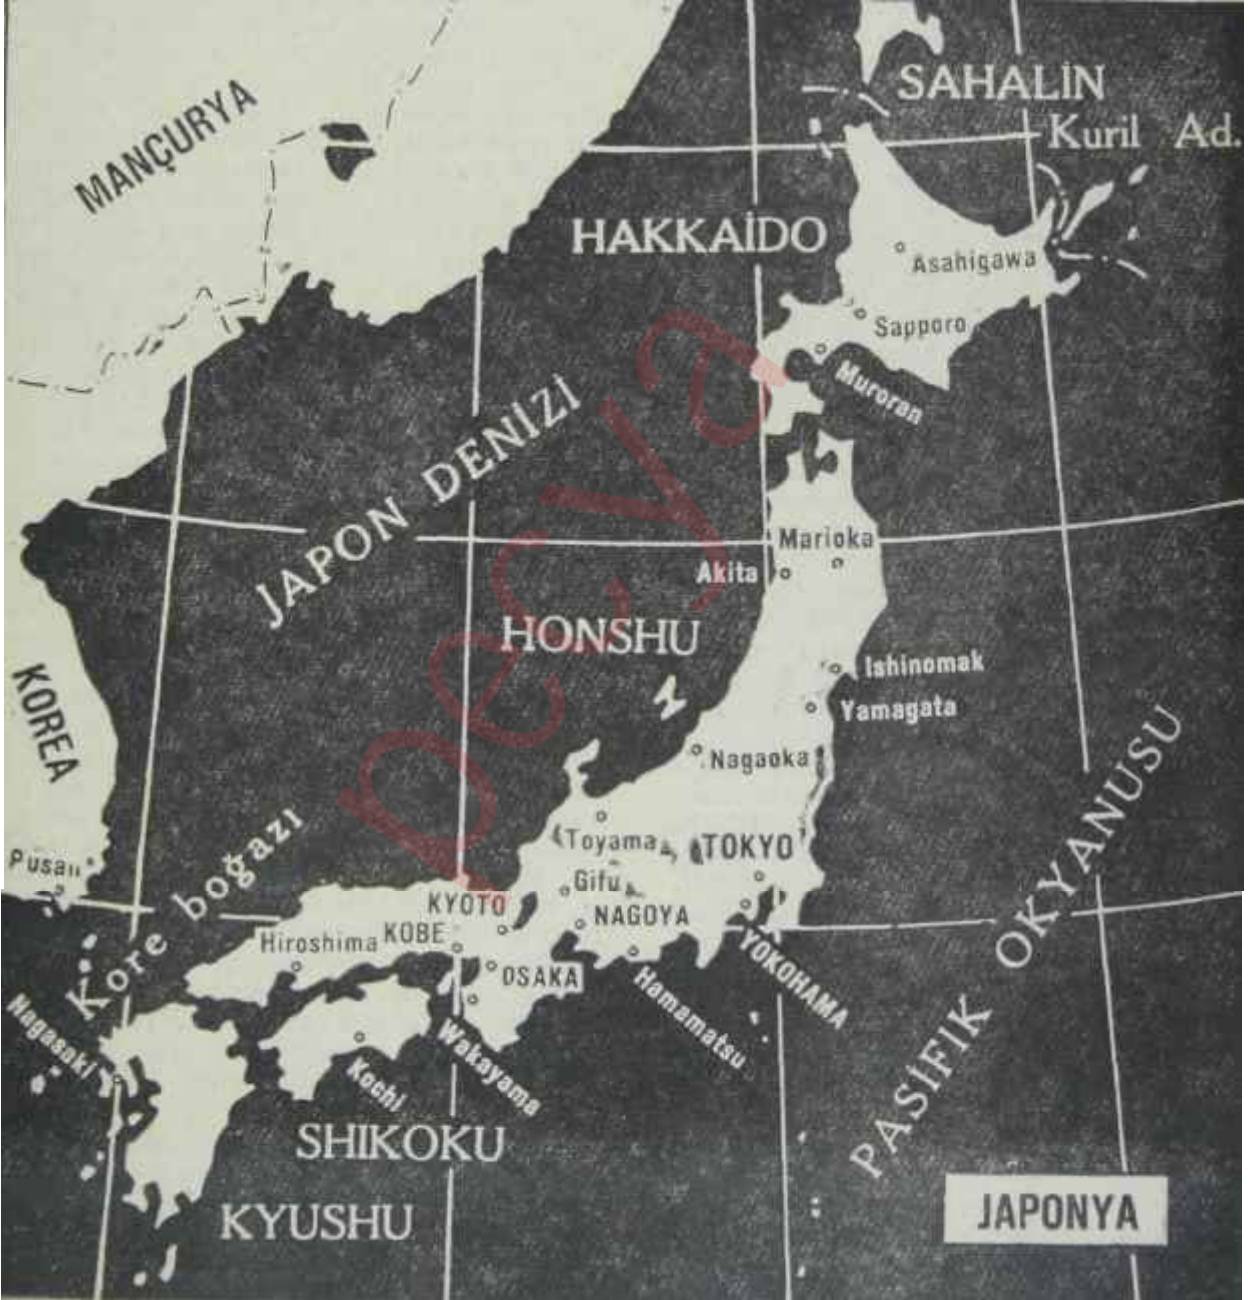 SAHALİN
MANÇURYA
Kuril Ad.
HAKKAİDO
Asahigawa
Sapporo
Muroran
JAPON DENİZİ
Marioka
Akita
HONSHU
Ishinomak
KOREA
Yamagata
Nagaoka
PASİFİK OKYANUSU
Kore boğazı
Toyama
TOKYO
Pusan
Gifu
KYOTO
NAGOYA
Hiroshima
KOBE
YOKOHAMA
OSAKA
Hamamatsu
Nagasaki
Wakayama
Kochi
SHIKOKU
KYUSHU
JAPONYA
pecya